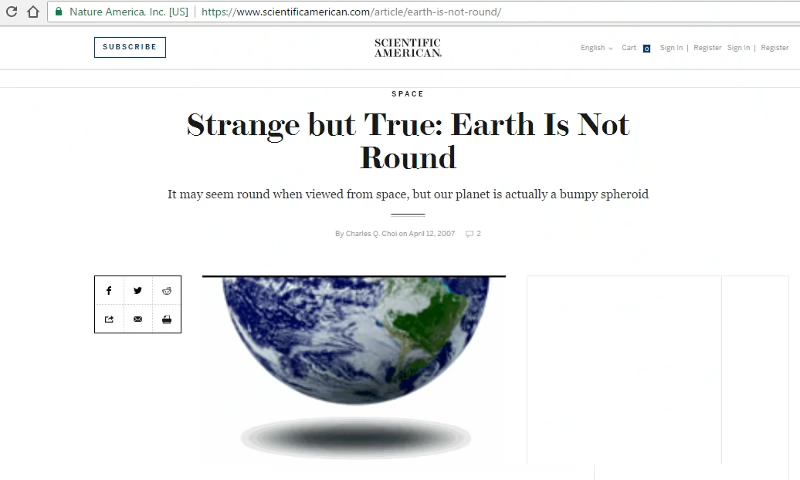 Nature America, Inc. [US] | https://www.scientificamerican.com/article/earth-is-not-round/
SUBSCRIBE
SCIENTIFIC
AMERICAN.
English Cart 0 Sign In | Register Sign In | Register
SPACE
Strange but True: Earth Is Not
Round
It may seem round when viewed from space, but our planet is actually a bumpy spheroid
By Charles Q. Choi on April 12, 2007 2